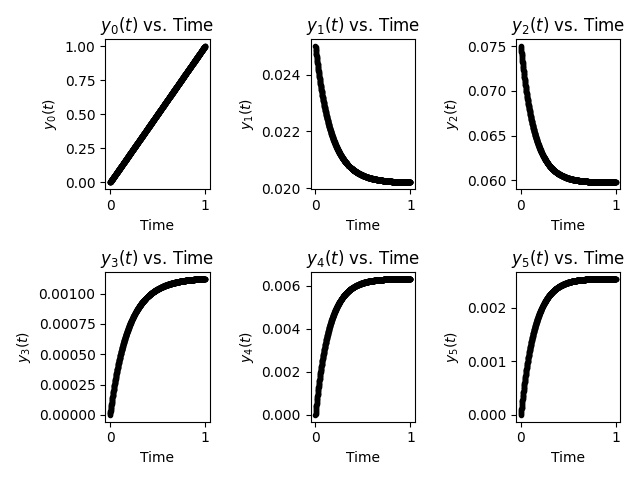 y₀(t) vs. Time
1.00
0.75
0.50
0.25
0.00
y₀(t)
0
1
Time
y₁(t) vs. Time
0.024
0.022
0.020
y₁(t)
0
1
Time
y₂(t) vs. Time
0.075
0.070
0.065
0.060
y₂(t)
0
1
Time
y₃(t) vs. Time
0.00100
0.00075
0.00050
0.00025
0.00000
y₃(t)
0
1
Time
y₄(t) vs. Time
0.006
0.004
0.002
0.000
y₄(t)
0
1
Time
y₅(t) vs. Time
0.002
0.001
0.000
y₅(t)
0
1
Time